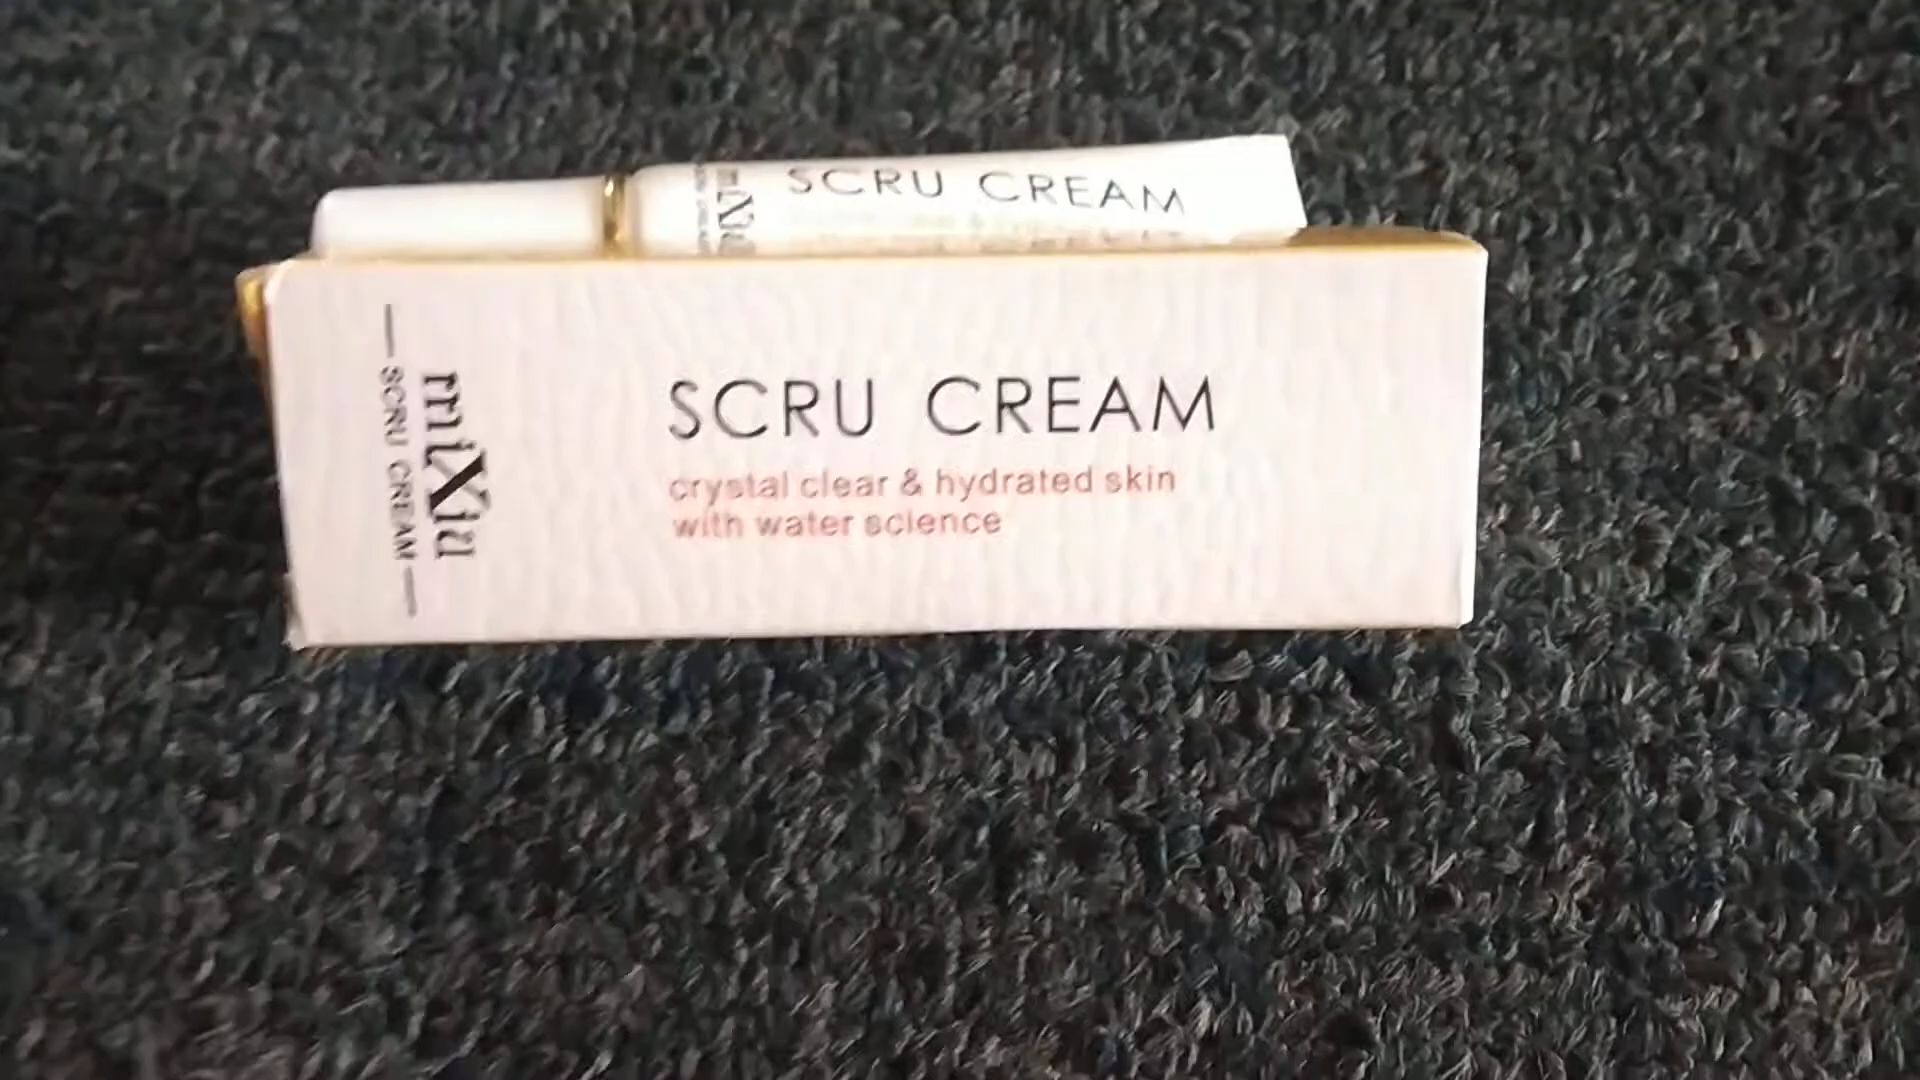 SCRU CREAM
miXiu
SCRU CREAM
SCRU CREAM
crystal clear & hydrated skin
with water science